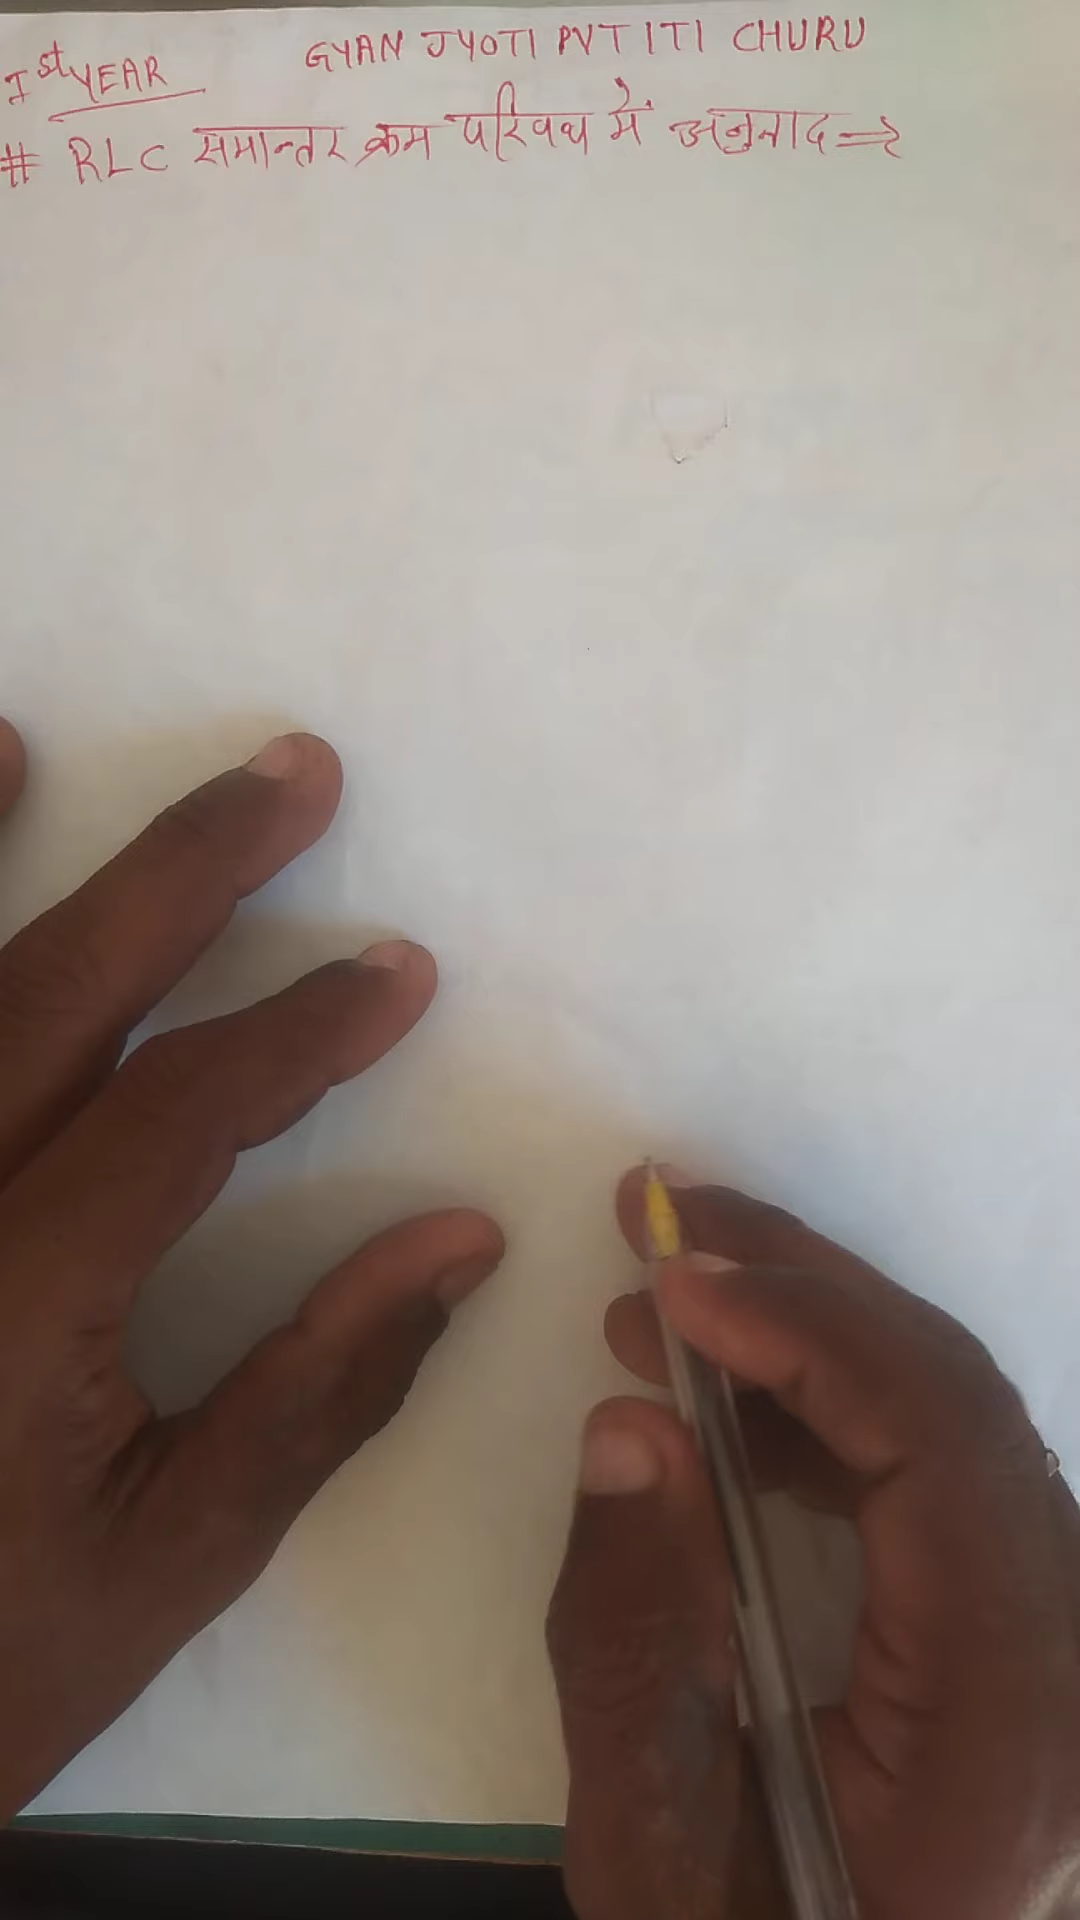 Ist YEAR GYAN JYOTI PVT ITI CHURU
# RLC समान्तर क्रम परिपथ में अनुनाद ⇒